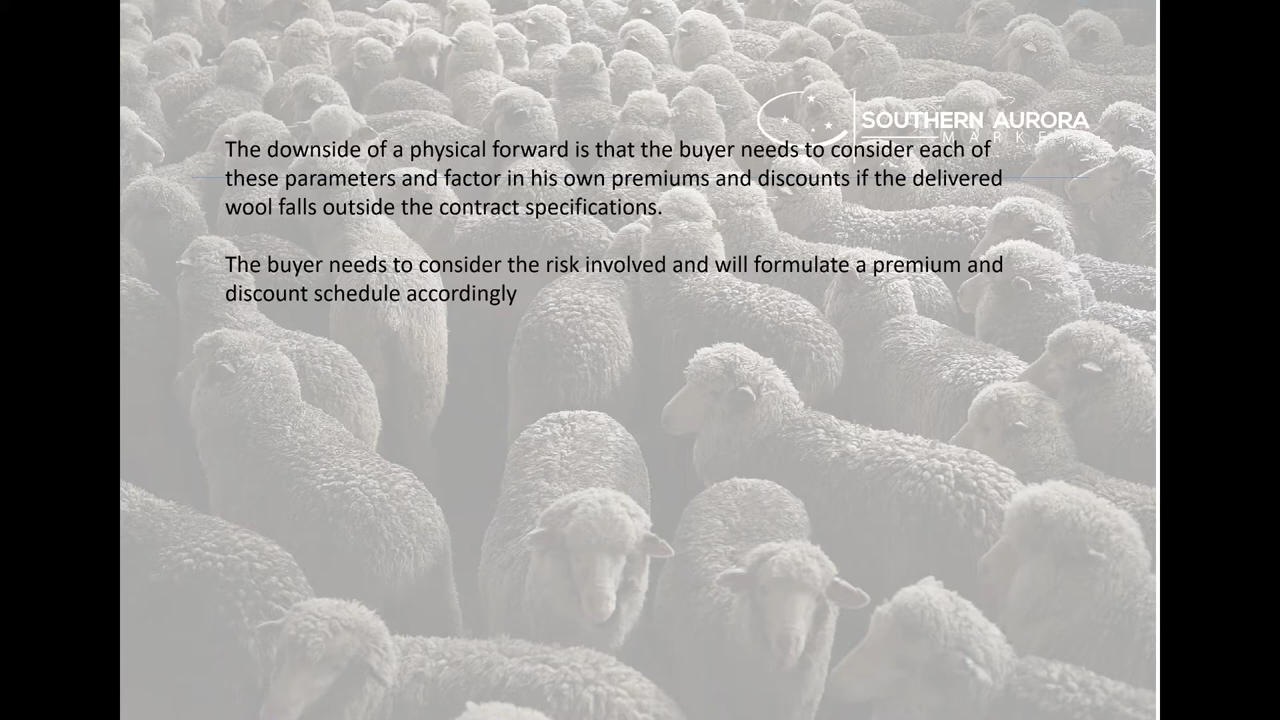 SOUTHERN AURORA
The downside of a physical forward is that the buyer needs to consider each of
these parameters and factor in his own premiums and discounts if the delivered
wool falls outside the contract specifications.
The buyer needs to consider the risk involved and will formulate a premium and
discount schedule accordingly